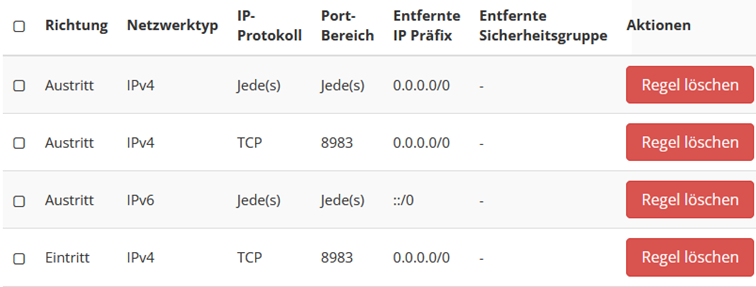 Richtung Netzwerktyp IP-Protokoll Port-Bereich Entfernte IP Präfix Entfernte Sicherheitsgruppe Aktionen
Austritt IPv4 Jede(s) Jede(s) 0.0.0.0/0 - Regel löschen
Austritt IPv4 TCP 8983 0.0.0.0/0 - Regel löschen
Austritt IPv6 Jede(s) Jede(s) ::/0 - Regel löschen
Eintritt IPv4 TCP 8983 0.0.0.0/0 - Regel löschen